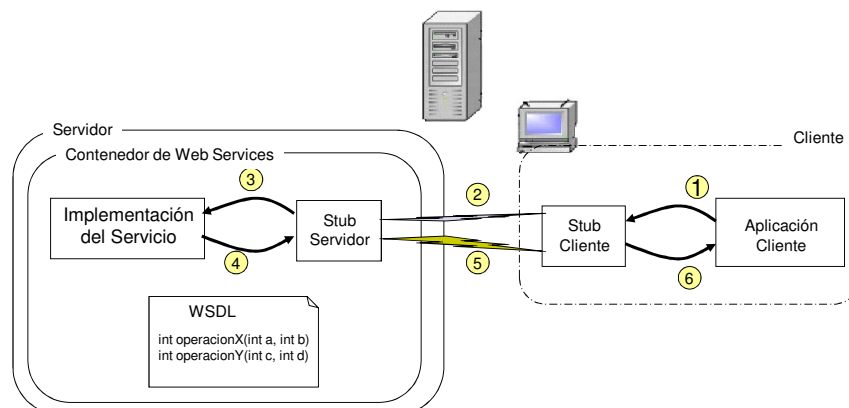 Servidor
Cliente
Contenedor de Web Services
3
2
1
Implementación
del Servicio
Stub
Servidor
Stub
Cliente
Aplicación
Cliente
4
5
6
WSDL
int operacionX(int a, int b)
int operacionY(int c, int d)